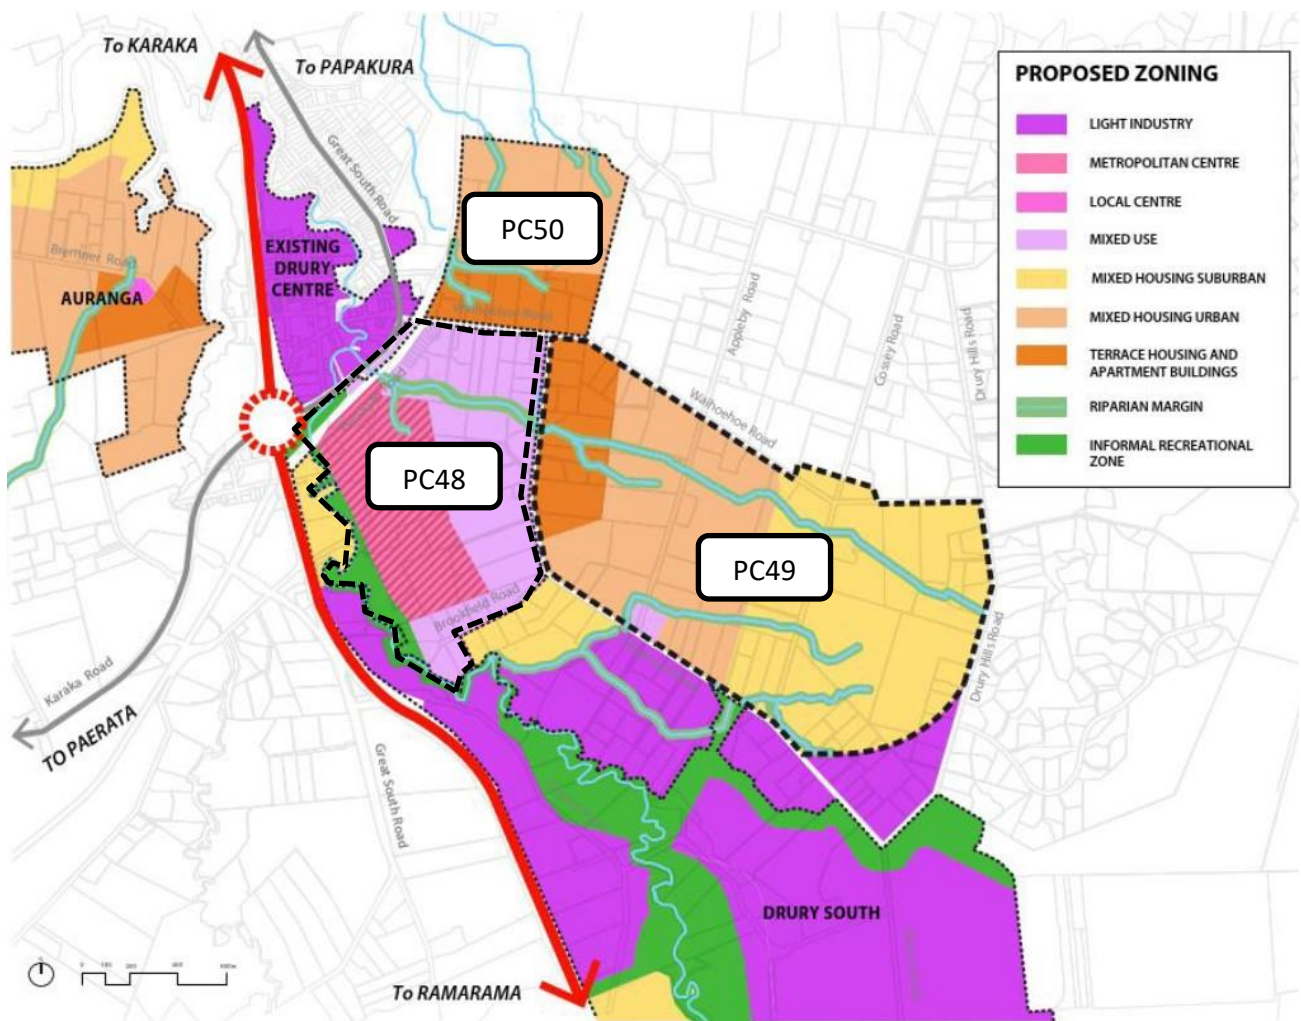 To KARAKA
To PAPAKURA
Great South Road
PROPOSED ZONING
LIGHT INDUSTRY
METROPOLITAN CENTRE
LOCAL CENTRE
MIXED USE
MIXED HOUSING SUBURBAN
MIXED HOUSING URBAN
TERRACE HOUSING AND
APARTMENT BUILDINGS
RIPARIAN MARGIN
INFORMAL RECREATIONAL
ZONE
PC50
EXISTING
DRURY
CENTRE
Bremner Road
AURANGA
Waihoehoe Road
Appleby Road
Cossey Road
Drury Hills Road
Waihoehoe Road
PC48
PC49
Brookfield Road
Drury Hills Road
Karaka Road
TO PAERATA
Great South Road
DRURY SOUTH
To RAMARAMA